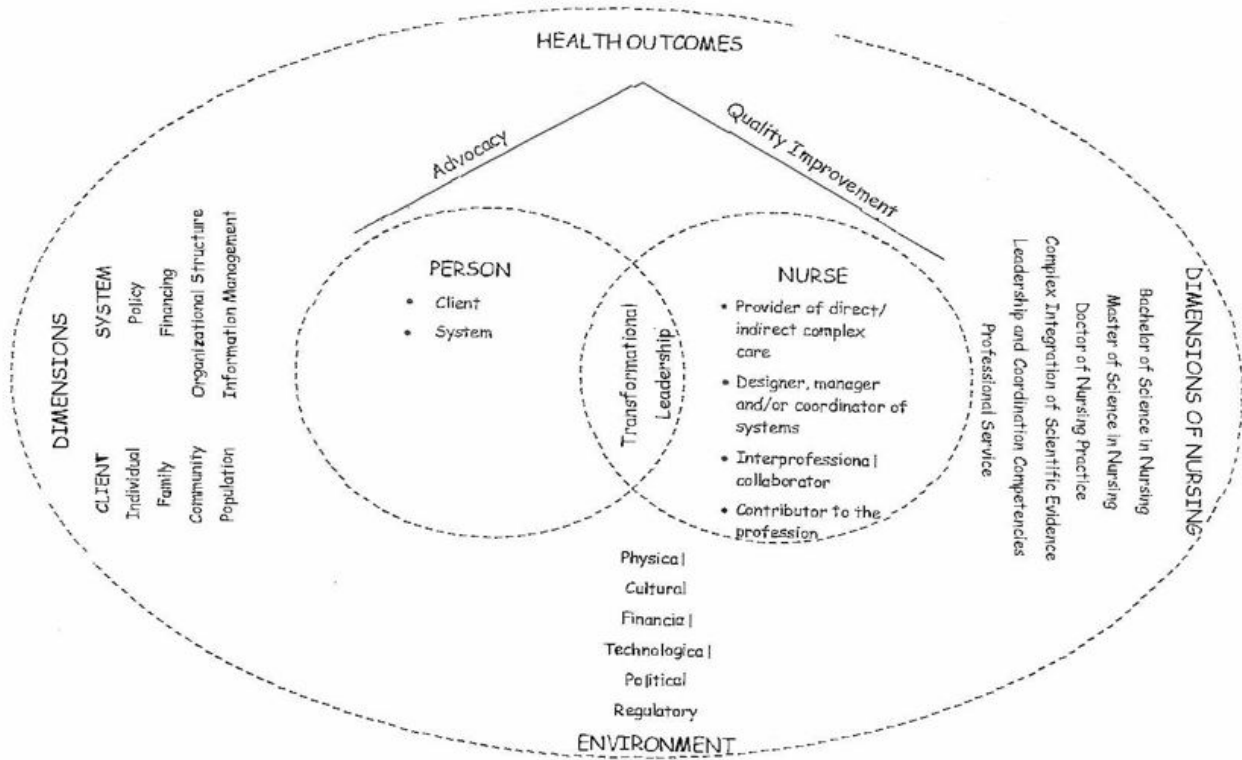 HEALTH OUTCOMES
Advocacy
Quality Improvement
DIMENSIONS
CLIENT
SYSTEM
Individual
Policy
Family
Financing
Community
Organizational Structure
Population
Information Management
PERSON
• Client
• System
Transformational
Leadership
NURSE
• Provider of direct/
indirect complex
care
• Designer, manager
and/or coordinator of
systems
• Interprofessional
collaborator
• Contributor to the
profession
DIMENSIONS OF NURSING
Bachelor of Science in Nursing
Master of Science in Nursing
Doctor of Nursing Practice
Complex Integration of Scientific Evidence
Leadership and Coordination Competencies
Professional Service
Physical
Cultural
Financial
Technological
Political
Regulatory
ENVIRONMENT